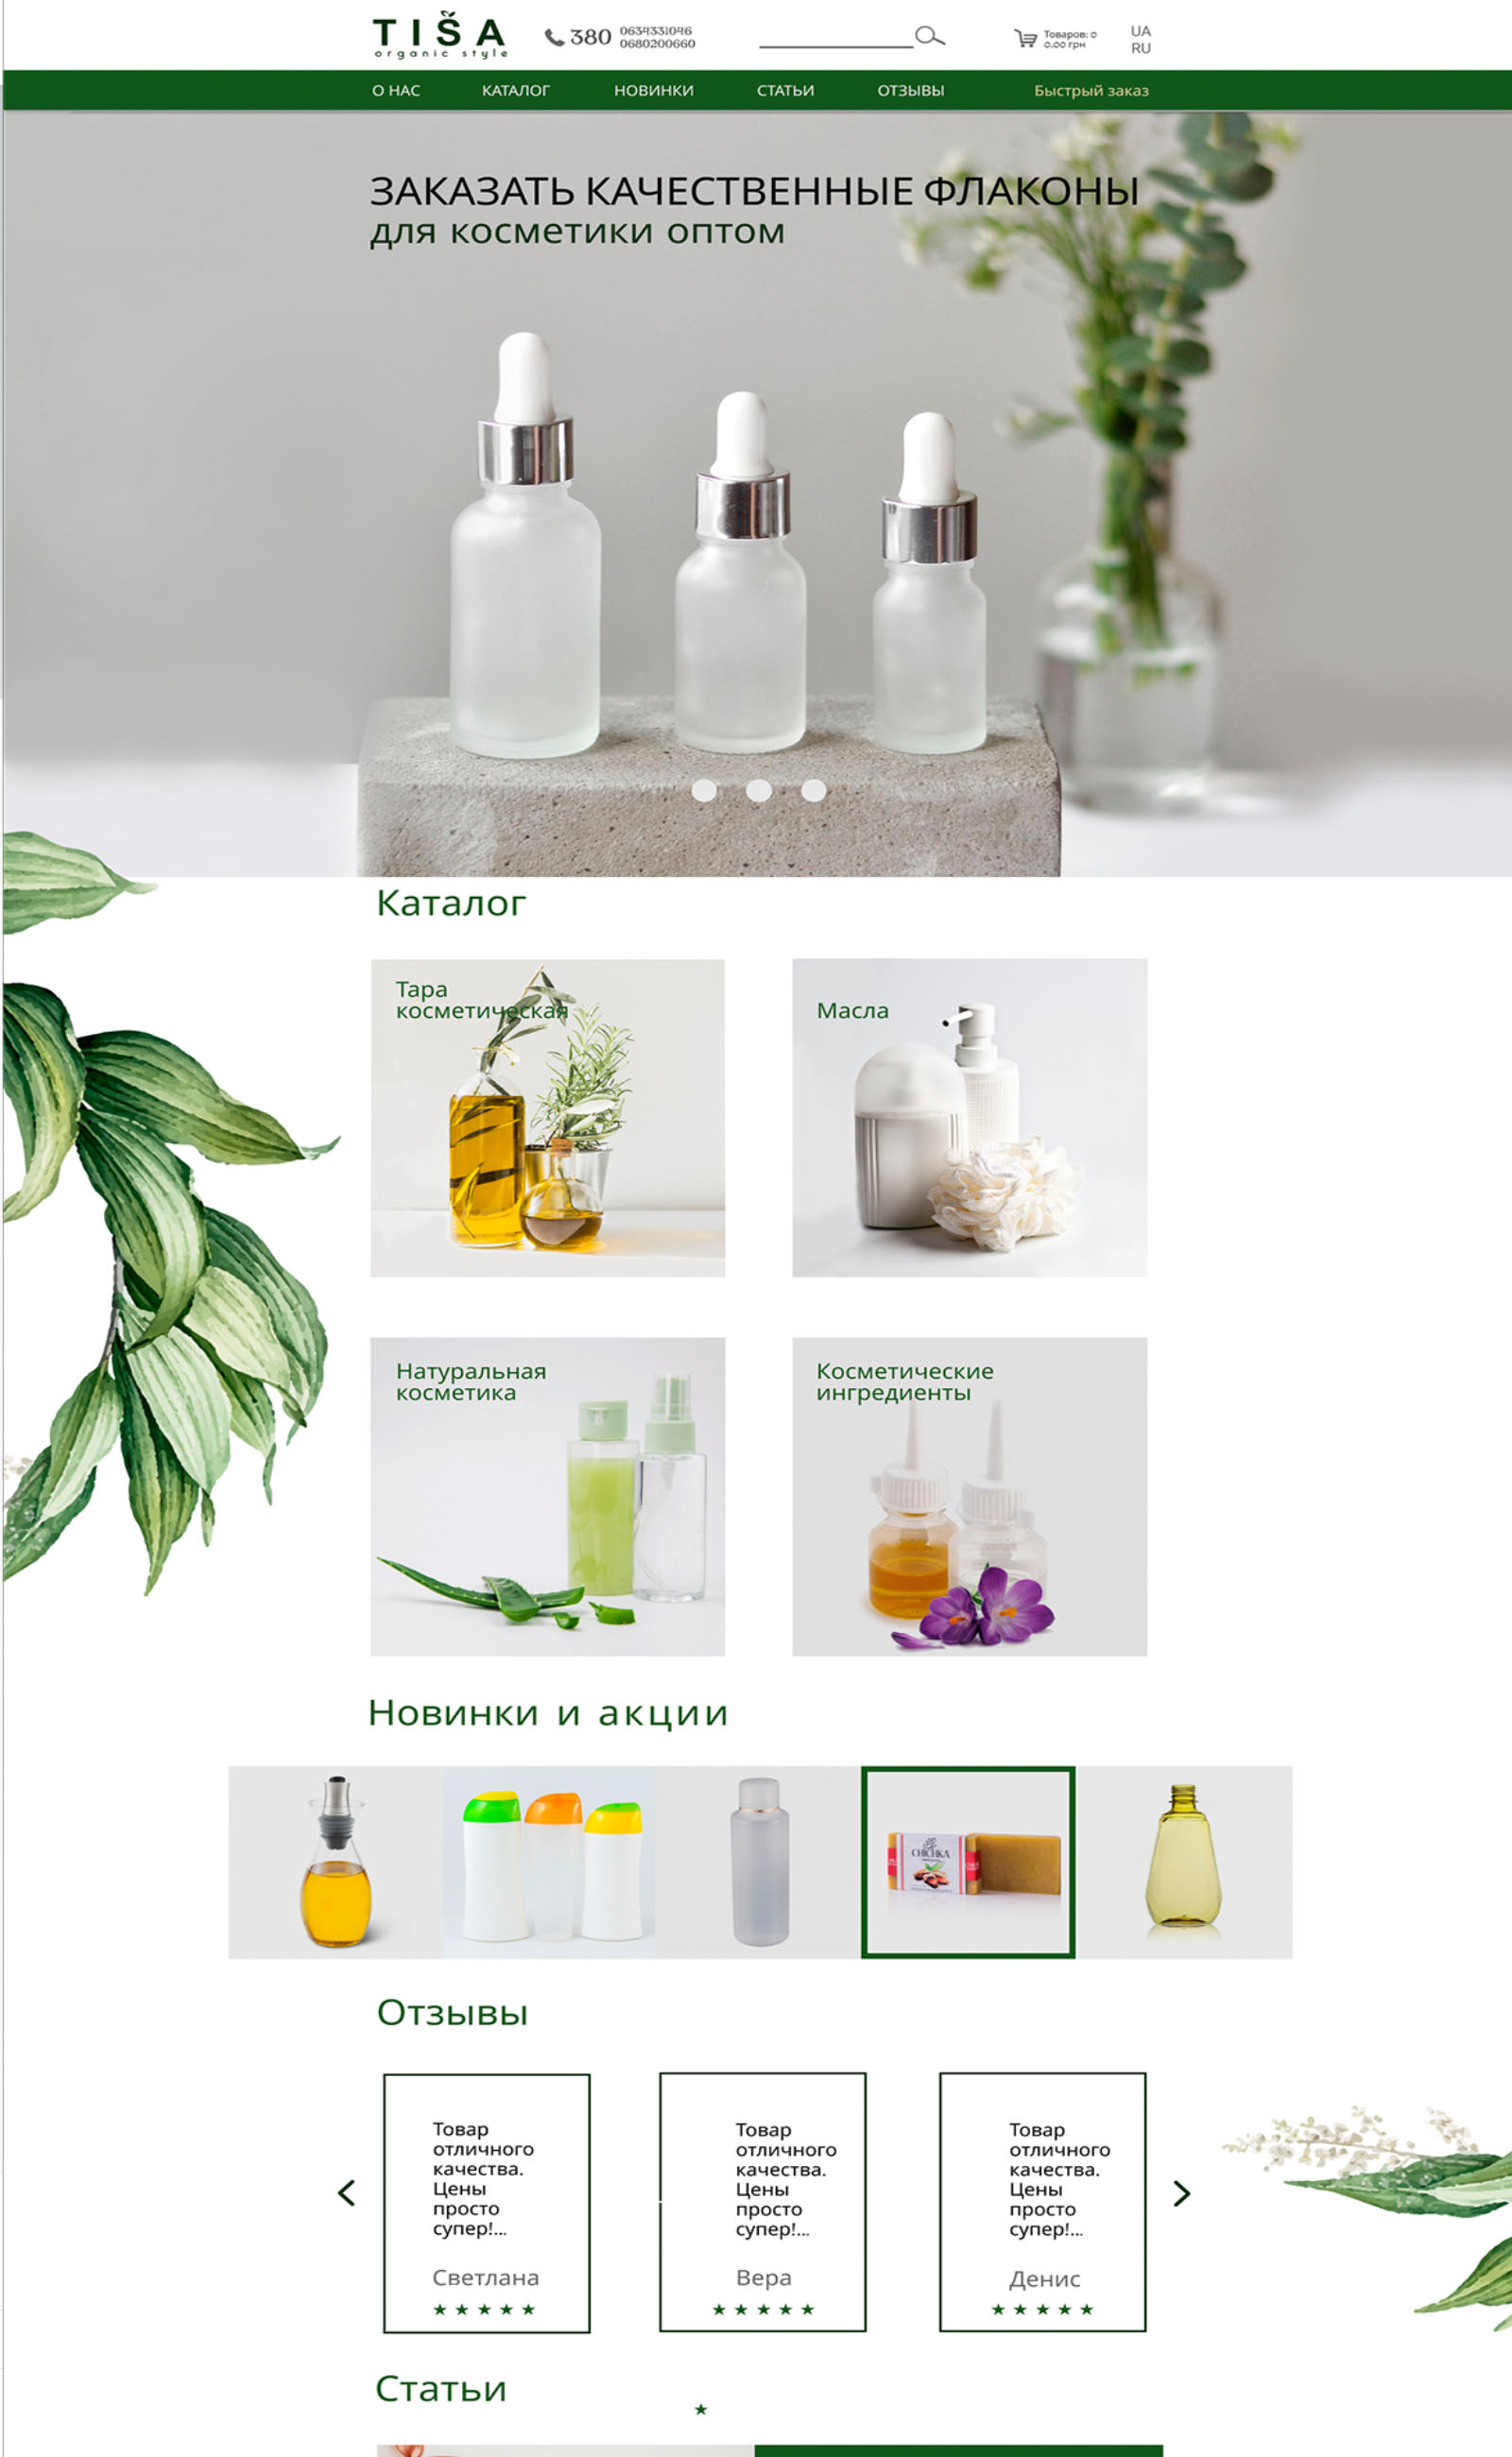 TIŠA
organic style
380
0634331046
0680200660
Товаров: 0
0.00 грн
UA
RU
О НАС
КАТАЛОГ
НОВИНКИ
СТАТЬИ
ОТЗЫВЫ
Быстрый заказ
ЗАКАЗАТЬ КАЧЕСТВЕННЫЕ ФЛАКОНЫ
для косметики оптом
Каталог
Тара
косметическая
Масла
Натуральная
косметика
Косметические
ингредиенты
Новинки и акции
CHICHKA
Отзывы
Товар
отличного
качества.
Цены
просто
супер!...
Светлана
Товар
отличного
качества.
Цены
просто
супер!...
Вера
Товар
отличного
качества.
Цены
просто
супер!...
Денис
Статьи